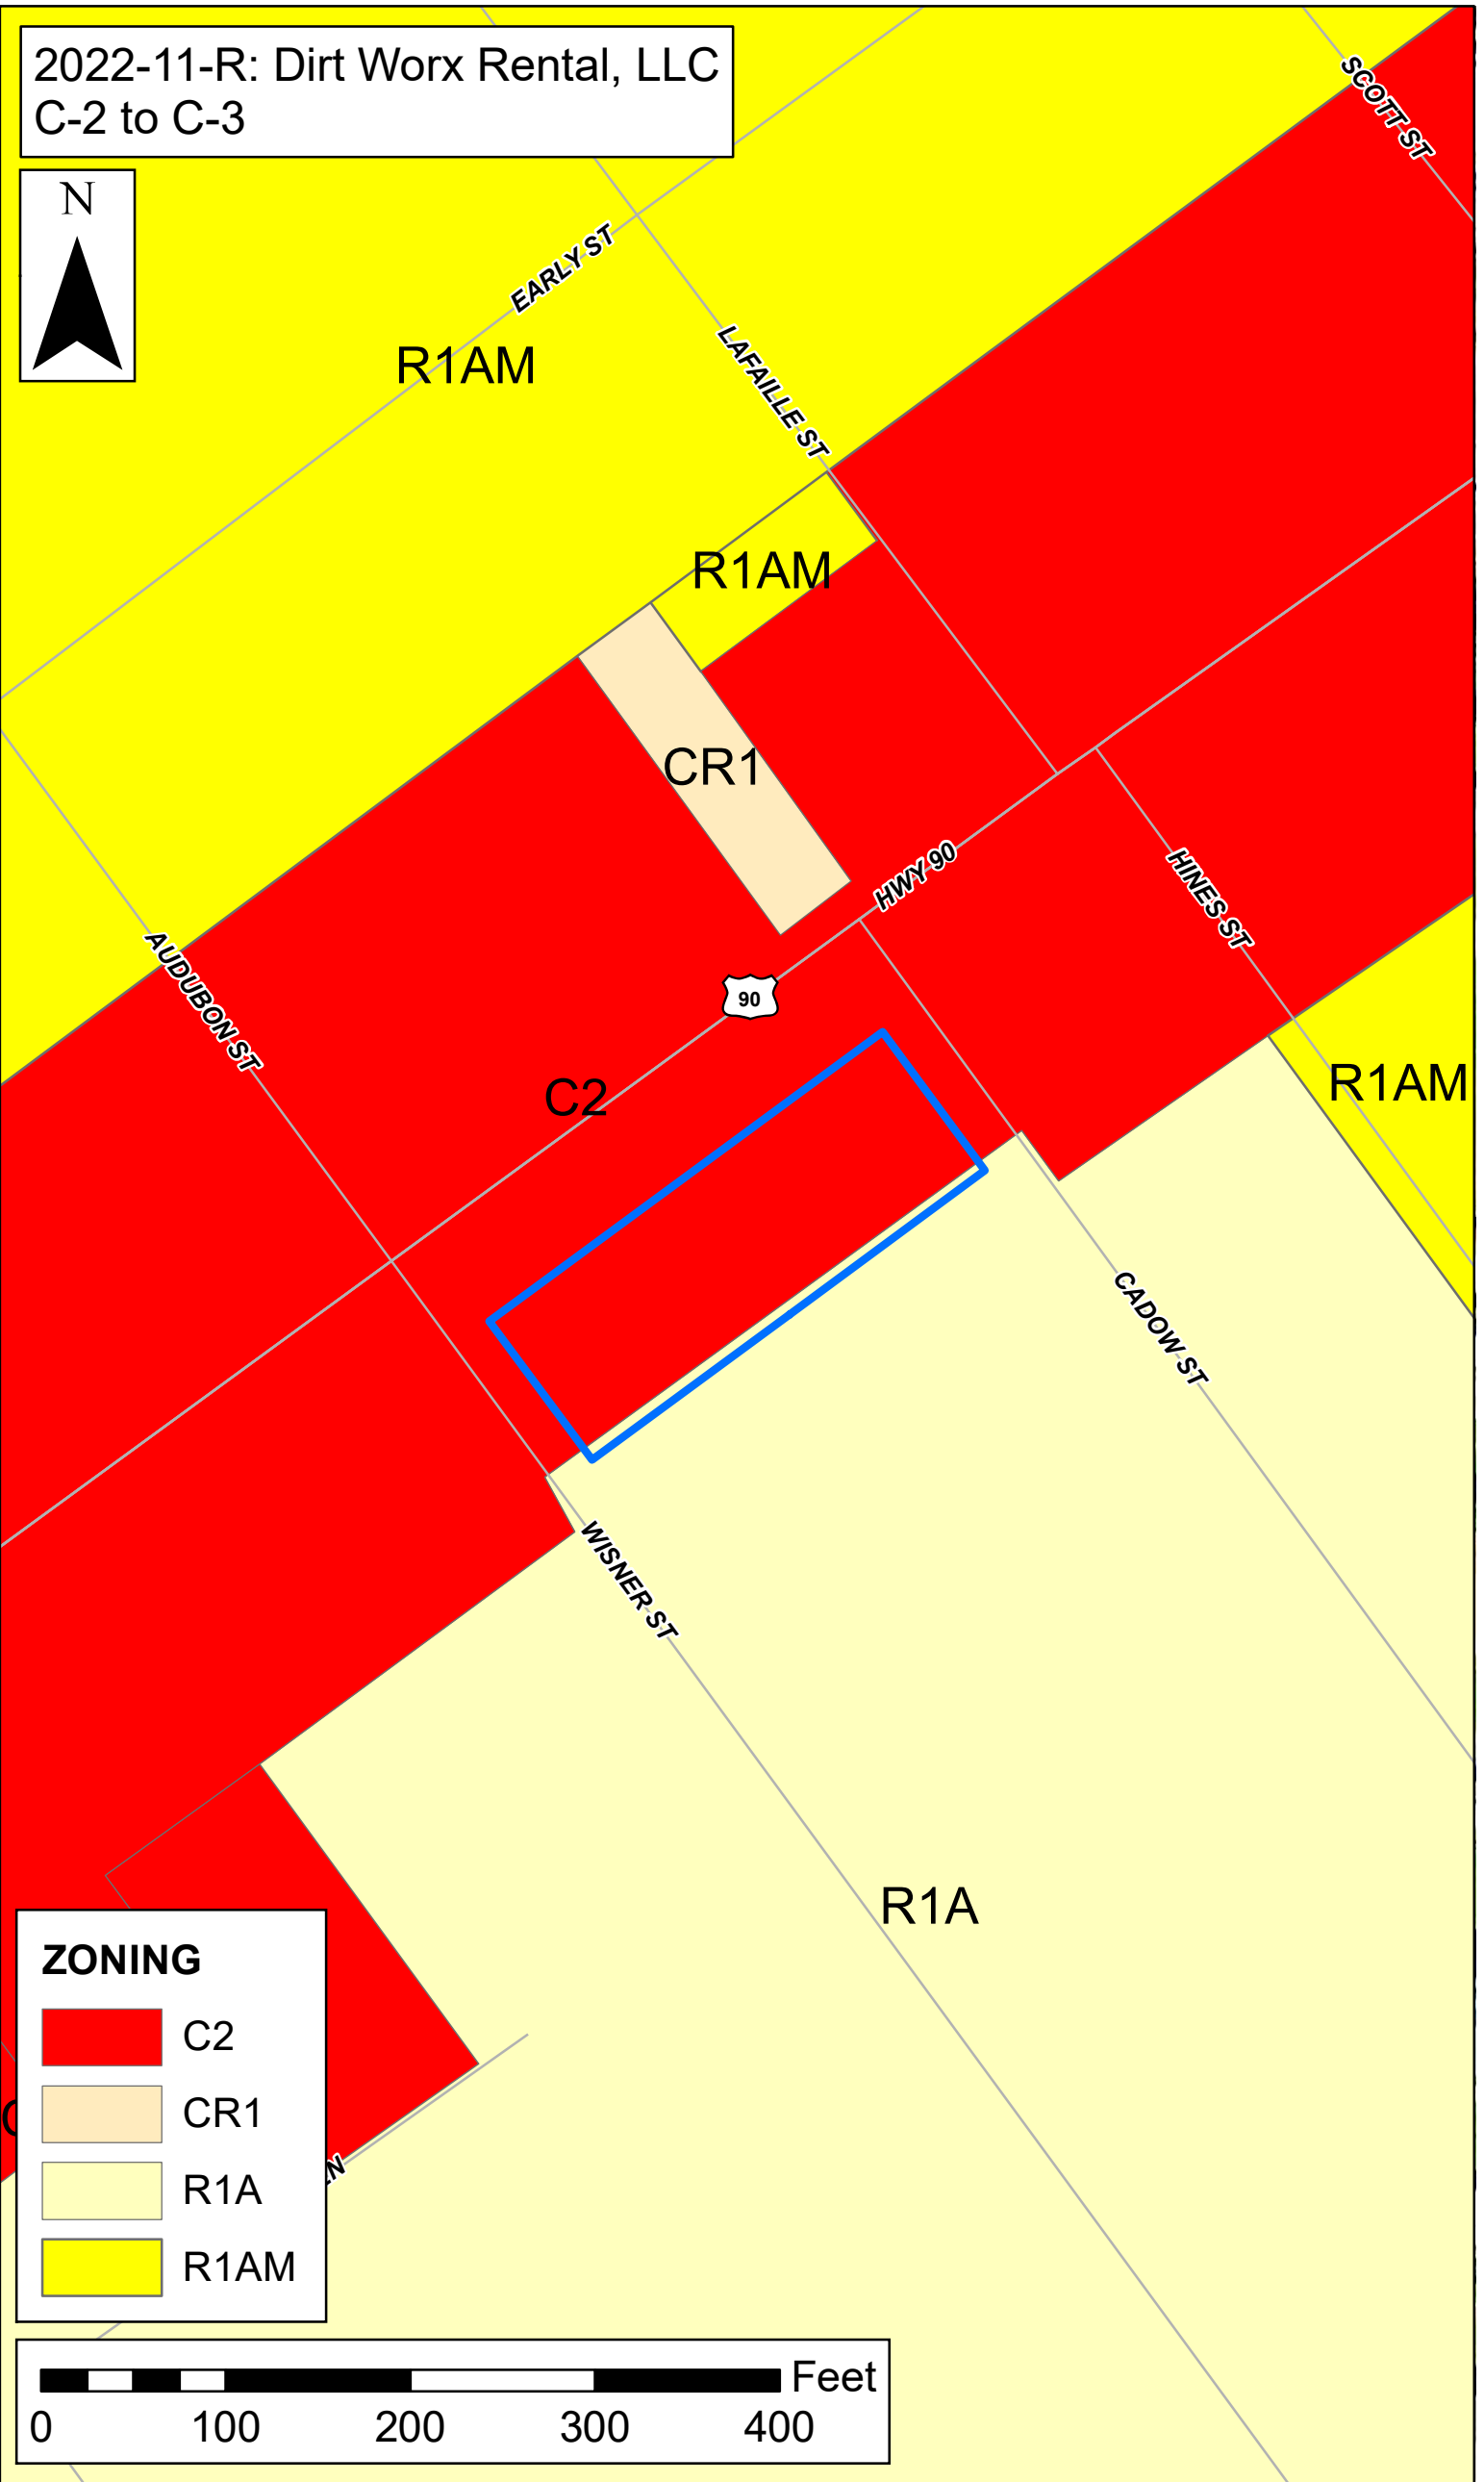 2022-11-R: Dirt Worx Rental, LLC
C-2 to C-3
N
SCOTT ST
EARLY ST
R1AM
LAFAILLE ST
R1AM
CR1
HWY 90
HINES ST
AUDUBON ST
90
C2
R1AM
CADOW ST
WISNER ST
R1A
ZONING
C2
CR1
R1A
R1AM
Feet
0 100 200 300 400